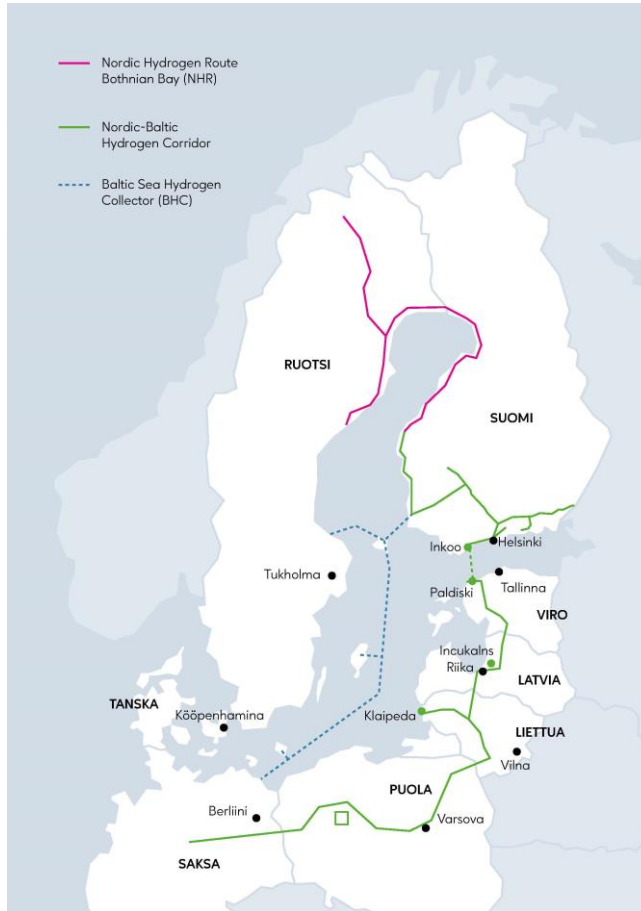 Nordic Hydrogen Route
Bothnian Bay (NHR)
Nordic-Baltic
Hydrogen Corridor
Baltic Sea Hydrogen
Collector (BHC)
RUOTSI
SUOMI
Inkoo
Helsinki
Tukholma
Paldiski
Tallinna
VIRO
Incukalns
Riika
LATVIA
TANSKA
Kööpenhamina
Klaipeda
LIETTUA
Vilna
PUOLA
Berliini
Varsova
SAKSA